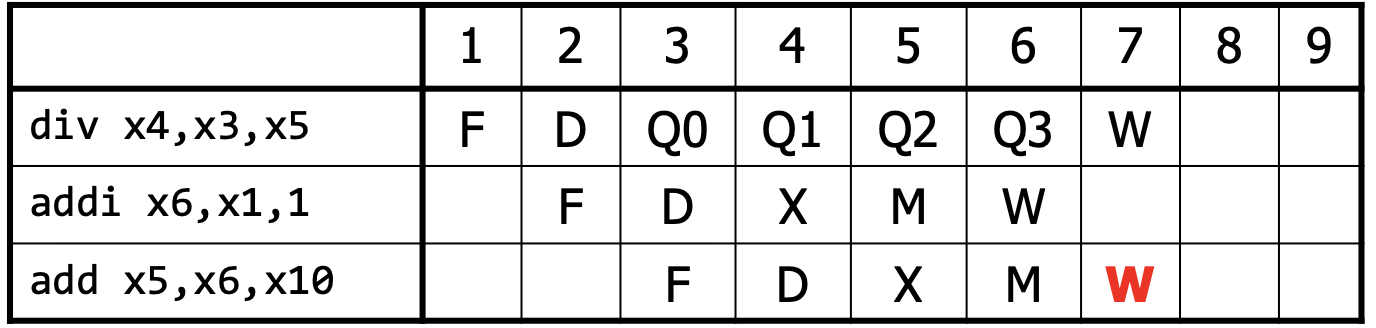 1 2 3 4 5 6 7 8 9
div x4,x3,x5 F D Q0 Q1 Q2 Q3 W
addi x6,x1,1 F D X M W
add x5,x6,x10 F D X M W